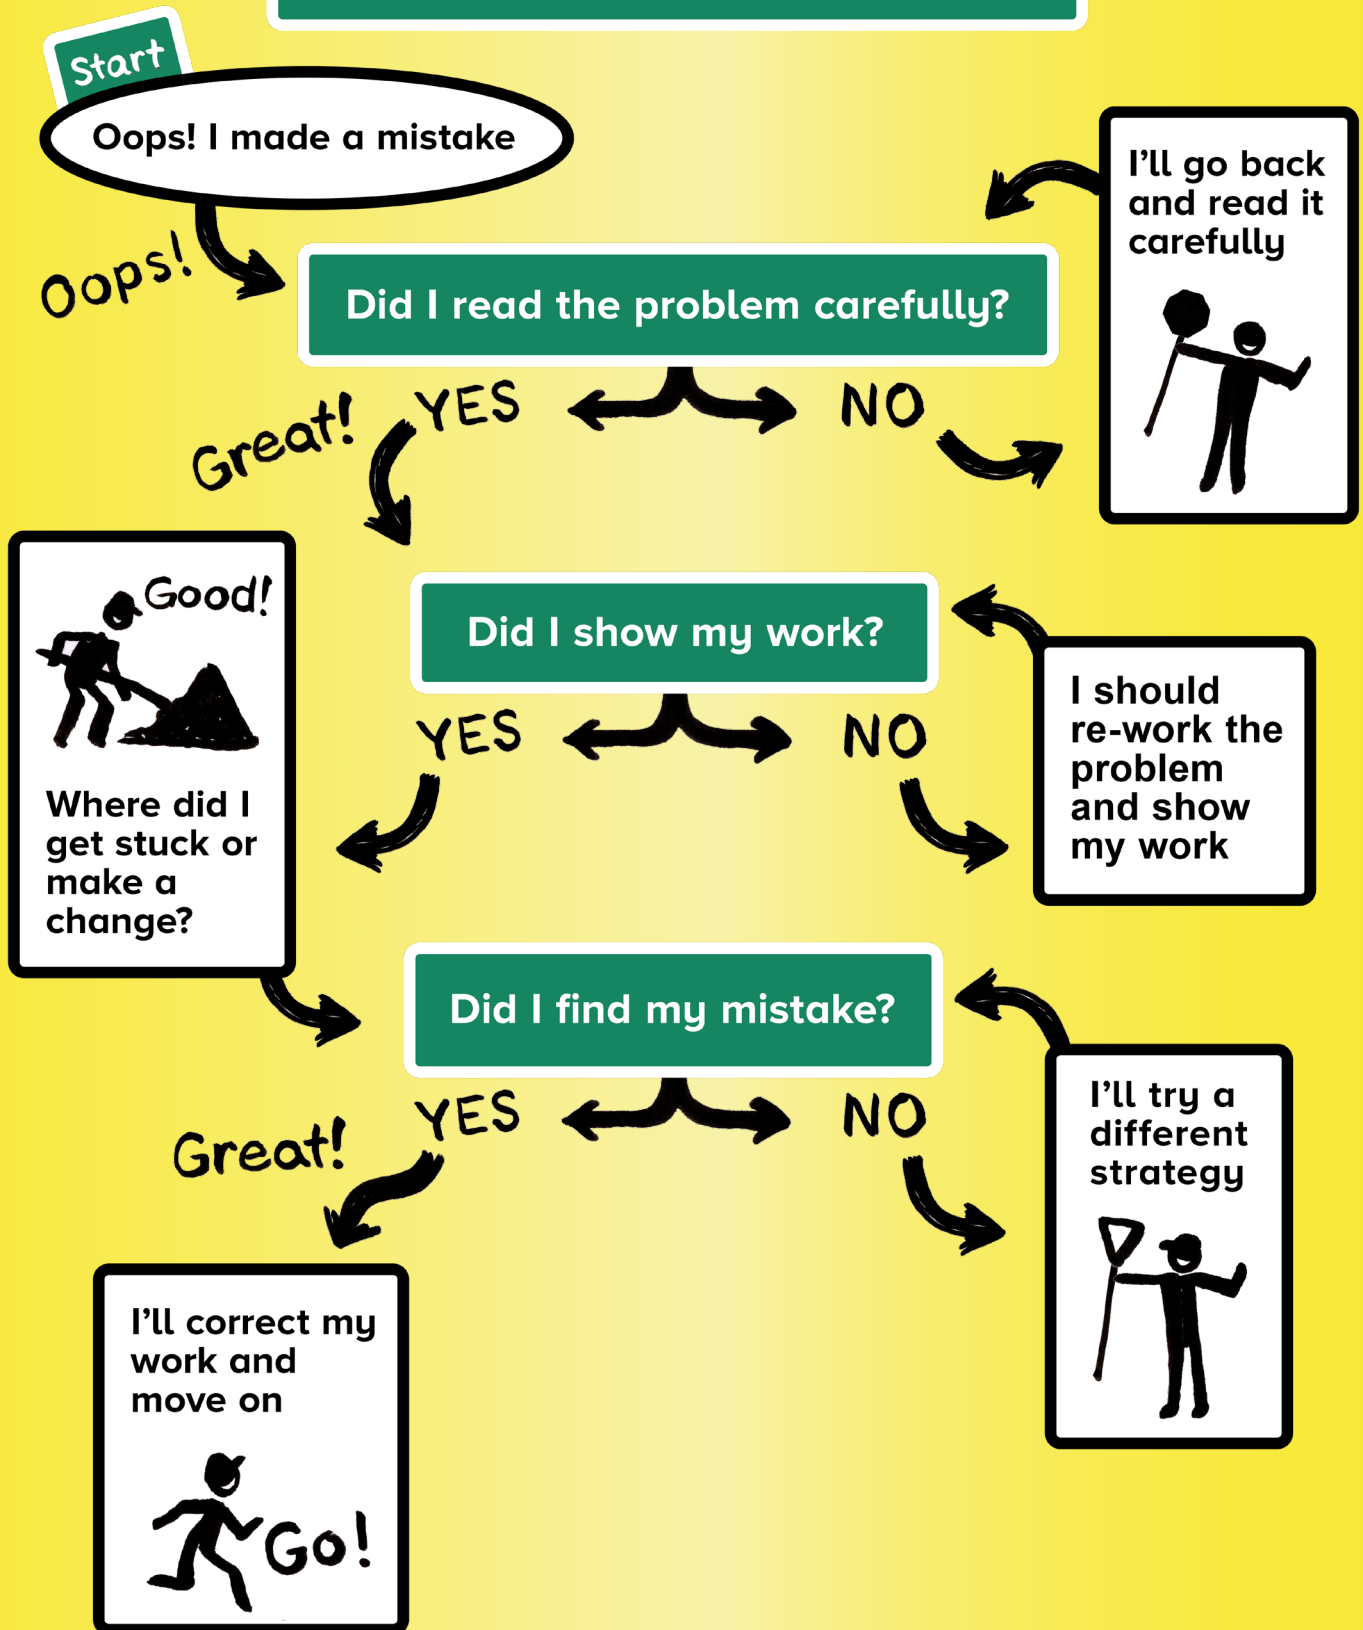 Start
Oops! I made a mistake
Oops!
I'll go back
and read it
carefully
Did I read the problem carefully?
Great!
YES
NO
Good!
Where did I
get stuck or
make a
change?
Did I show my work?
YES
NO
I should
re-work the
problem
and show
my work
Did I find my mistake?
Great!
YES
NO
I'll try a
different
strategy
I'll correct my
work and
move on
Go!